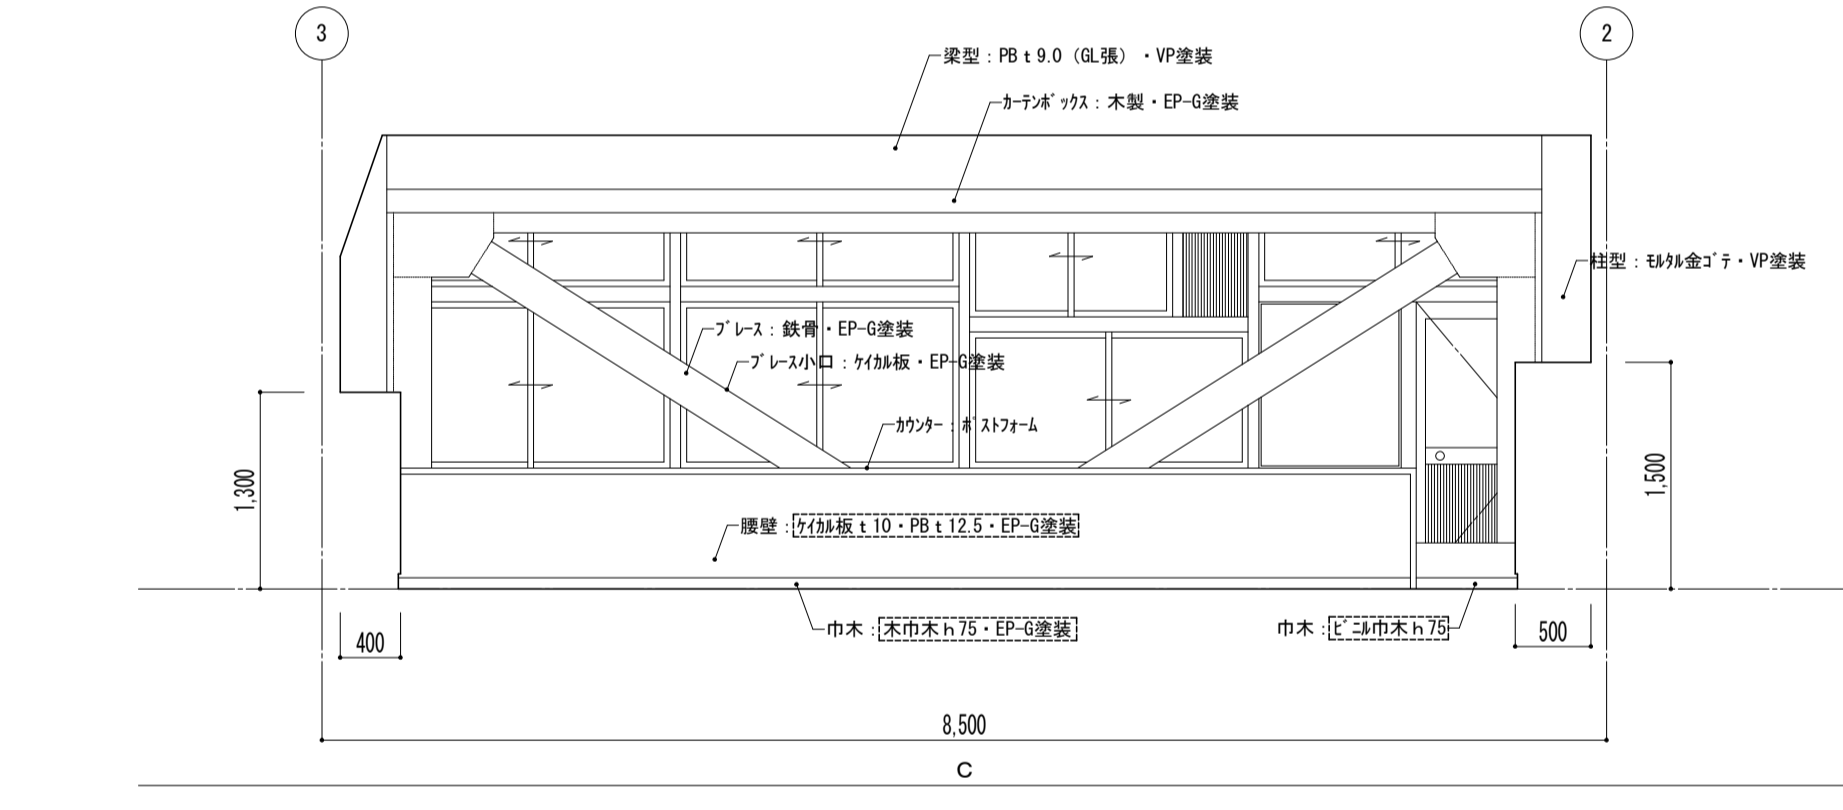 3
2
梁型：PB t 9.0（GL張）・VP塗装
ｶｰﾃﾝﾎﾞｯｸｽ：木製・EP-G塗装
柱型：ﾓﾙﾀﾙ金ｺﾞﾃ・VP塗装
ﾌﾞﾚｰｽ：鉄骨・EP-G塗装
ﾌﾞﾚｰｽ小口：ｹｲｶﾙ板・EP-G塗装
ｶｳﾝﾀｰ：ﾎﾟｽﾄﾌｫｰﾑ
1,300
1,500
腰壁：ｹｲｶﾙ板 t 10・PB t 12.5・EP-G塗装
巾木：木巾木ｈ75・EP-G塗装
巾木：ﾋﾞﾆﾙ巾木ｈ75
400
500
8,500
C